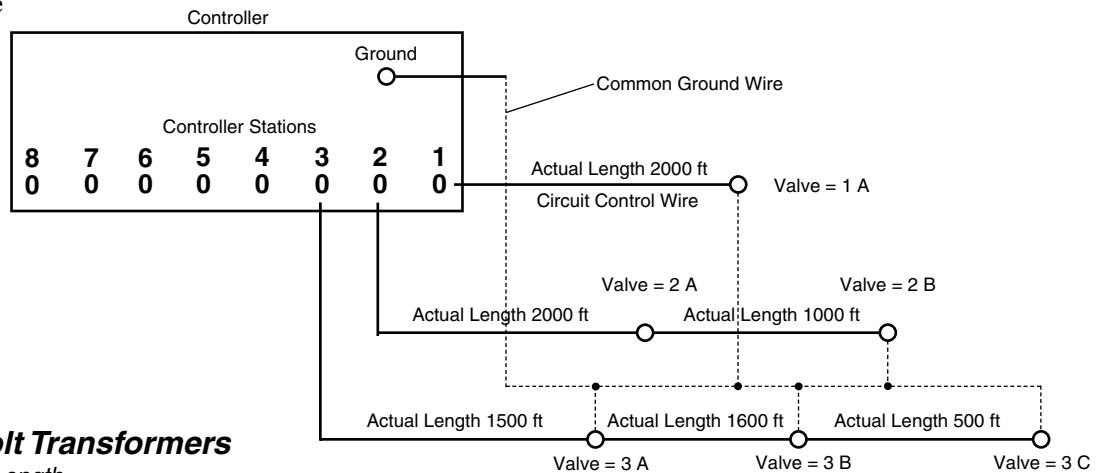 e
Controller
Ground
Common Ground Wire
Controller Stations
8 7 6 5 4 3 2 1
0 0 0 0 0 0 0 0
Actual Length 2000 ft
Circuit Control Wire
Valve = 1 A
Valve = 2 A
Valve = 2 B
Actual Length 2000 ft
Actual Length 1000 ft
Actual Length 1500 ft
Actual Length 1600 ft
Actual Length 500 ft
Valve = 3 A
Valve = 3 B
Valve = 3 C
olt Transformers